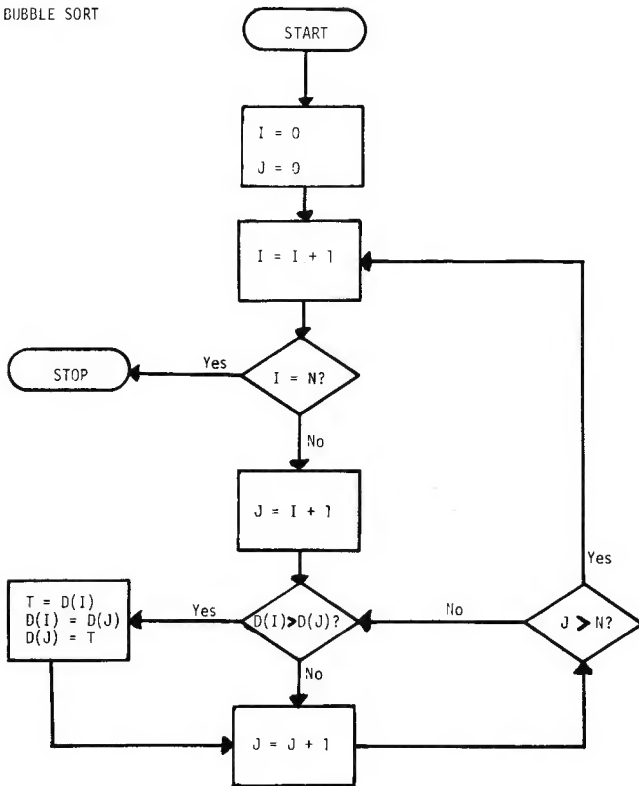 BUBBLE SORT
START
I = 0
J = 0
I = I + 1
I = N?
Yes
STOP
No
J = I + 1
D(I)>D(J)?
Yes
T = D(I)
D(I) = D(J)
D(J) = T
No
J = J + 1
J > N?
No
Yes